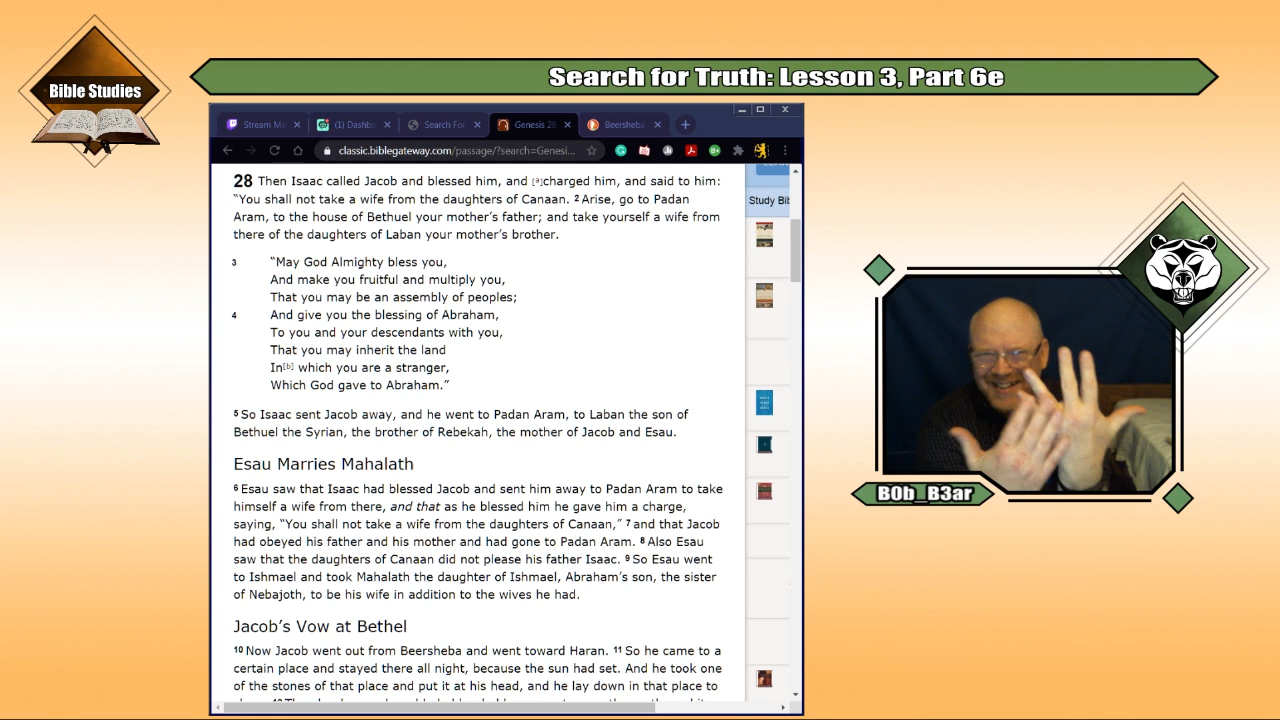 Bible Studies
Search for Truth: Lesson 3, Part 6e
Stream Ma
(1) Dashbo
Search For
Genesis 28
Beersheba
classic.biblegateway.com/passage/?search=Genesi...
Study Bib
28 Then Isaac called Jacob and blessed him, and [a]charged him, and said to him:
“You shall not take a wife from the daughters of Canaan. 2 Arise, go to Padan
Aram, to the house of Bethuel your mother’s father; and take yourself a wife from
there of the daughters of Laban your mother’s brother.
3 “May God Almighty bless you,
And make you fruitful and multiply you,
That you may be an assembly of peoples;
4 And give you the blessing of Abraham,
To you and your descendants with you,
That you may inherit the land
In[b] which you are a stranger,
Which God gave to Abraham.”
5 So Isaac sent Jacob away, and he went to Padan Aram, to Laban the son of
Bethuel the Syrian, the brother of Rebekah, the mother of Jacob and Esau.
Esau Marries Mahalath
6 Esau saw that Isaac had blessed Jacob and sent him away to Padan Aram to take
himself a wife from there, and that as he blessed him he gave him a charge,
saying, “You shall not take a wife from the daughters of Canaan,” 7 and that Jacob
had obeyed his father and his mother and had gone to Padan Aram. 8 Also Esau
saw that the daughters of Canaan did not please his father Isaac. 9 So Esau went
to Ishmael and took Mahalath the daughter of Ishmael, Abraham’s son, the sister
of Nebajoth, to be his wife in addition to the wives he had.
Jacob’s Vow at Bethel
10 Now Jacob went out from Beersheba and went toward Haran. 11 So he came to a
certain place and stayed there all night, because the sun had set. And he took one
of the stones of that place and put it at his head, and he lay down in that place to
B0b_B3ar